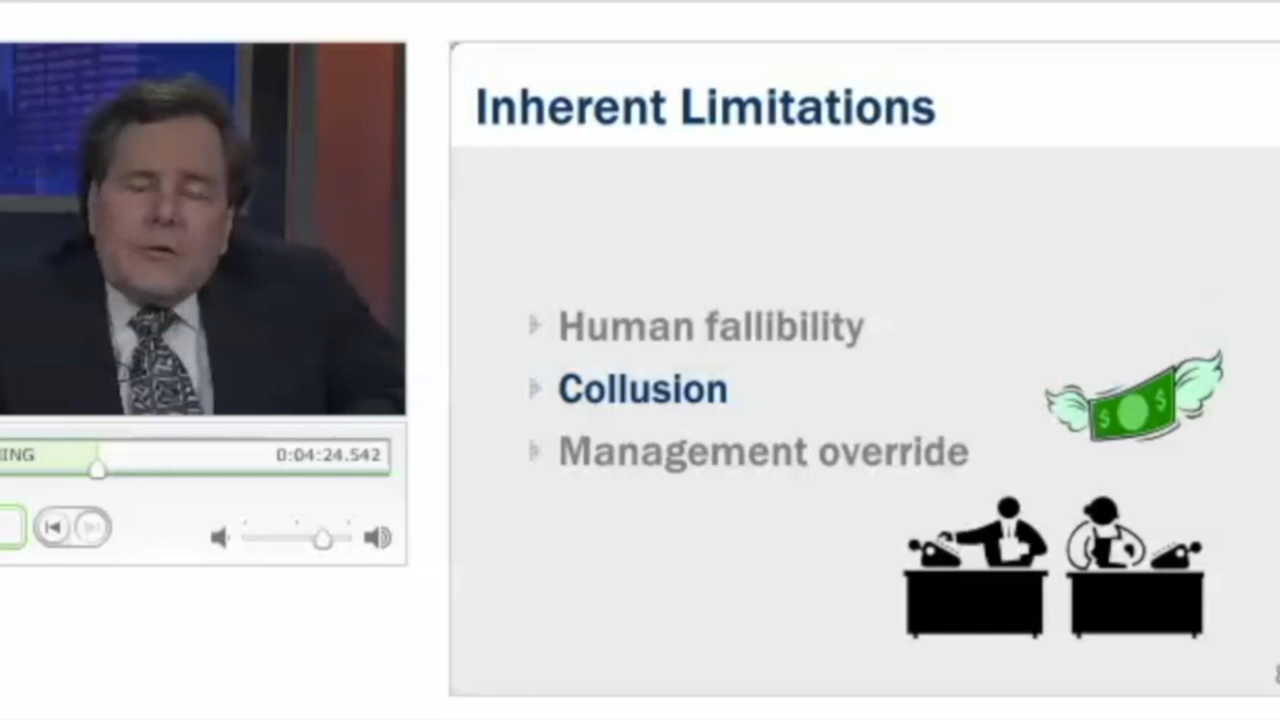 Inherent Limitations
Human fallibility
Collusion
Management override
ING
0:04:24.542
$ $